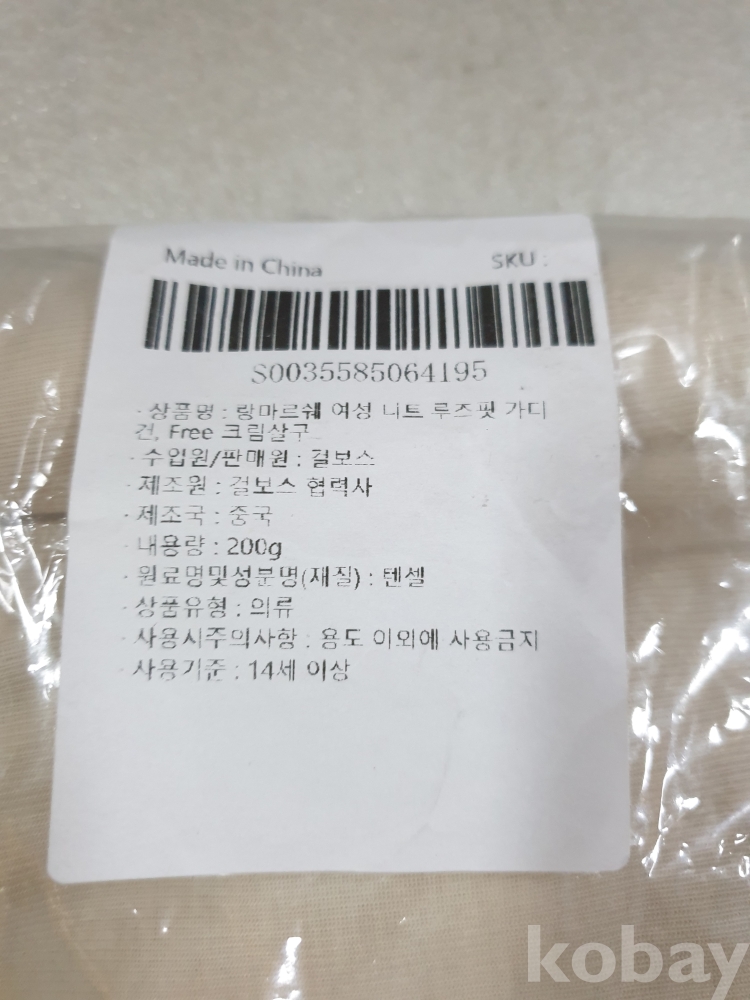 Made in China
SKU :
S0035585064195
· 상품명 : 랑마르쉐 여성 니트 루즈핏 가디
건, Free 크림살구
· 수입원/판매원 : 걸보스
· 제조원 : 걸보스 협력사
· 제조국 : 중국
· 내용량 : 200g
· 원료명및성분명(재질) : 텐셀
· 상품유형 : 의류
· 사용시주의사항 : 용도 이외에 사용금지
· 사용기준 : 14세 이상
kobay